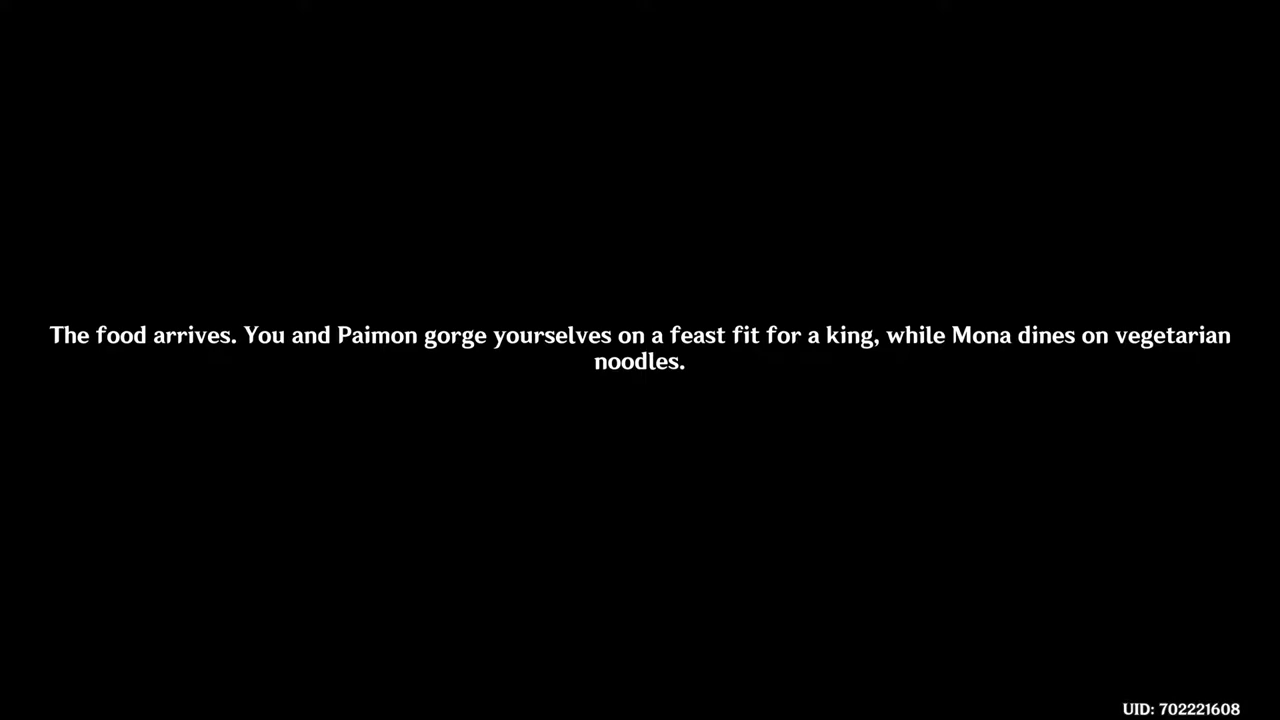 The food arrives. You and Paimon gorge yourselves on a feast fit for a king, while Mona dines on vegetarian
noodles.
UID: 702221608